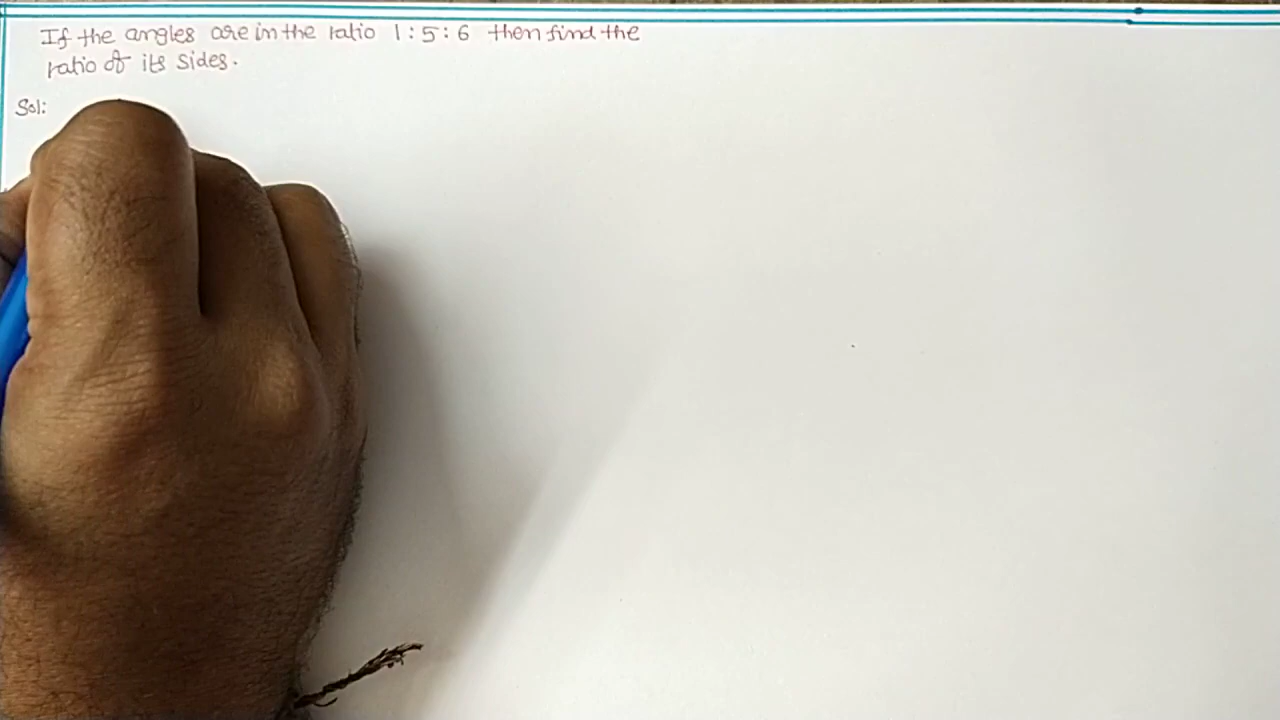 If the angles are in the ratio 1 : 5 : 6 then find the
ratio of its sides.
Sol: